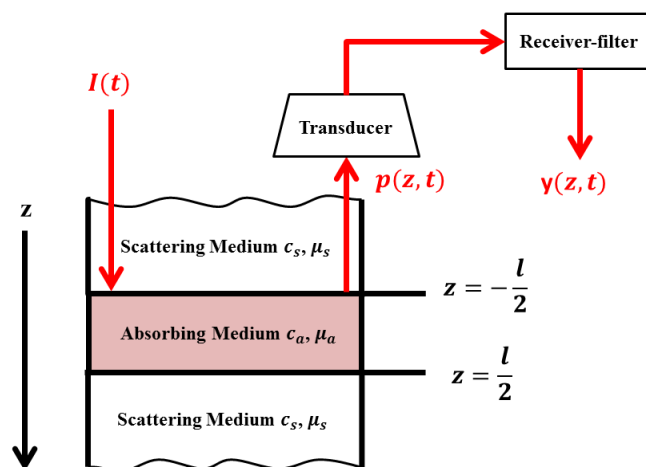 Receiver-filter
I(t)
Transducer
p(z, t)
y(z, t)
z
Scattering Medium c_s, μ_s
z = -l/2
Absorbing Medium c_a, μ_a
z = l/2
Scattering Medium c_s, μ_s